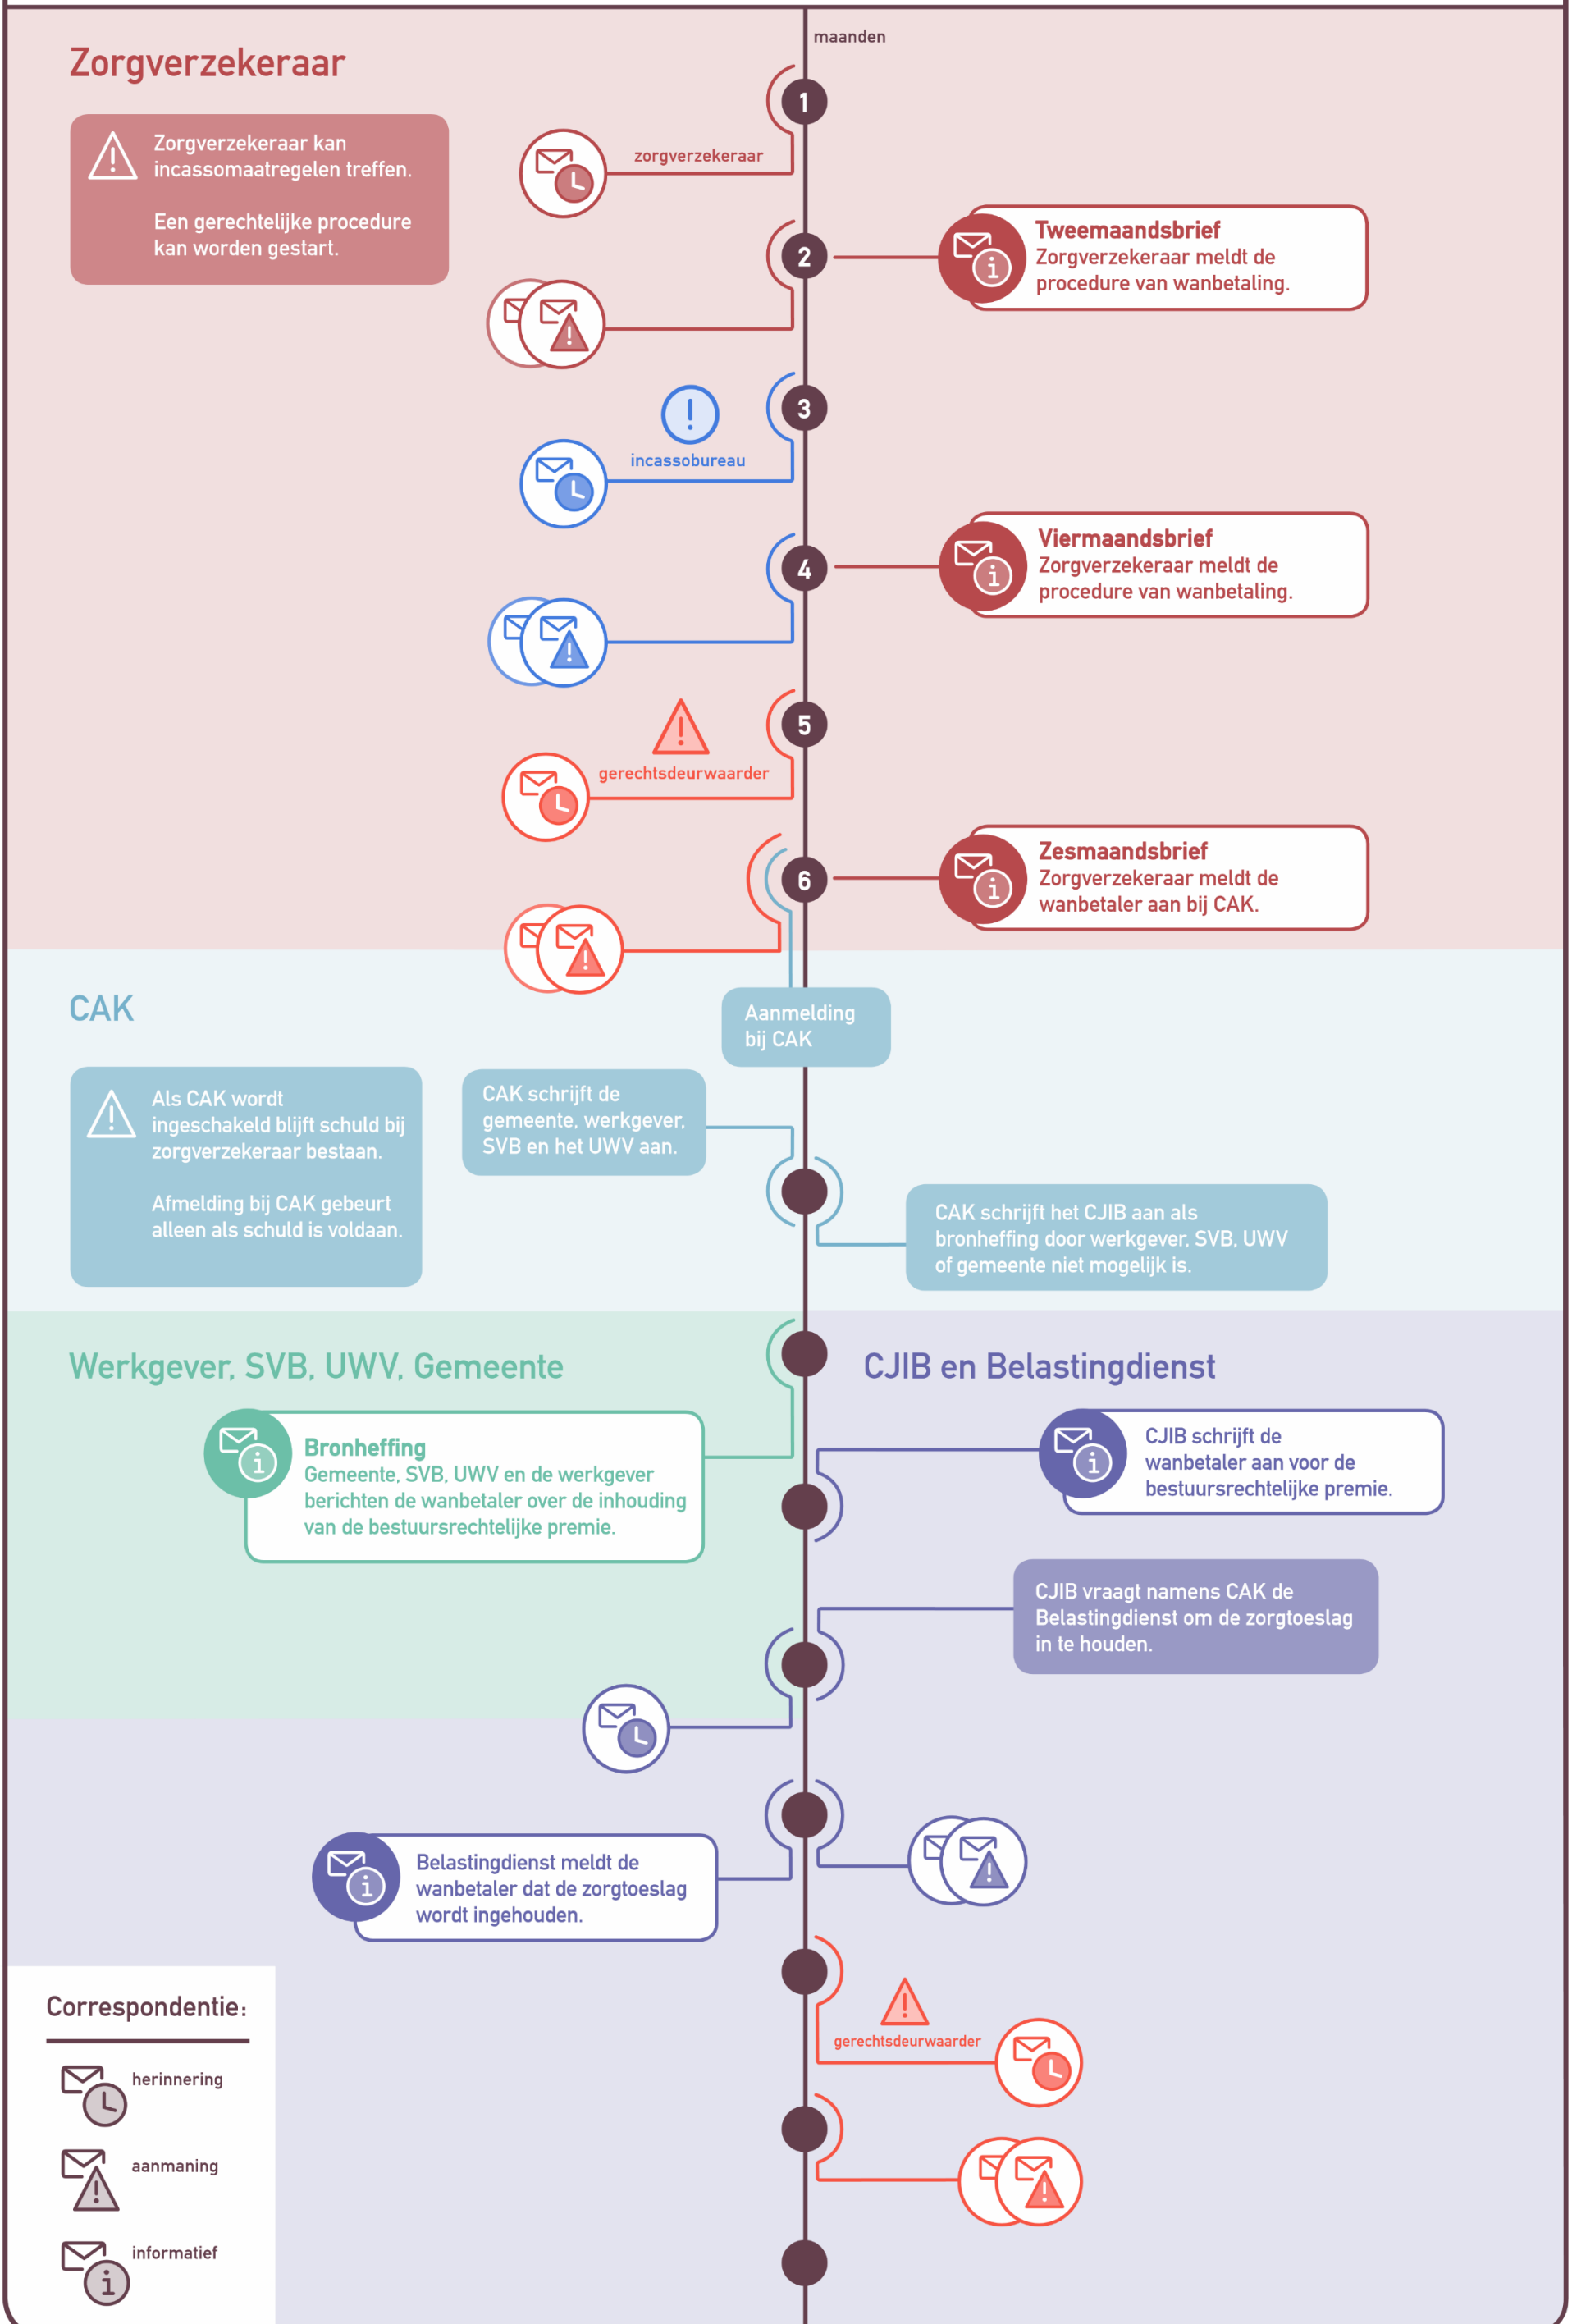 maanden
Zorgverzekeraar
Zorgverzekeraar kan
incassomaatregelen treffen.
Een gerechtelijke procedure
kan worden gestart.
1
zorgverzekeraar
2
Tweemaandsbrief
Zorgverzekeraar meldt de
procedure van wanbetaling.
3
incassobureau
4
Viermaandsbrief
Zorgverzekeraar meldt de
procedure van wanbetaling.
5
gerechtsdeurwaarder
6
Zesmaandsbrief
Zorgverzekeraar meldt de
wanbetaler aan bij CAK.
CAK
Aanmelding
bij CAK
Als CAK wordt
ingeschakeld blijft schuld bij
zorgverzekeraar bestaan.
Afmelding bij CAK gebeurt
alleen als schuld is voldaan.
CAK schrijft de
gemeente, werkgever,
SVB en het UWV aan.
CAK schrijft het CJIB aan als
bronheffing door werkgever, SVB, UWV
of gemeente niet mogelijk is.
Werkgever, SVB, UWV, Gemeente
CJIB en Belastingdienst
Bronheffing
Gemeente, SVB, UWV en de werkgever
berichten de wanbetaler over de inhouding
van de bestuursrechtelijke premie.
CJIB schrijft de
wanbetaler aan voor de
bestuursrechtelijke premie.
CJIB vraagt namens CAK de
Belastingdienst om de zorgtoeslag
in te houden.
Belastingdienst meldt de
wanbetaler dat de zorgtoeslag
wordt ingehouden.
gerechtsdeurwaarder
Correspondentie:
herinnering
aanmaning
informatief